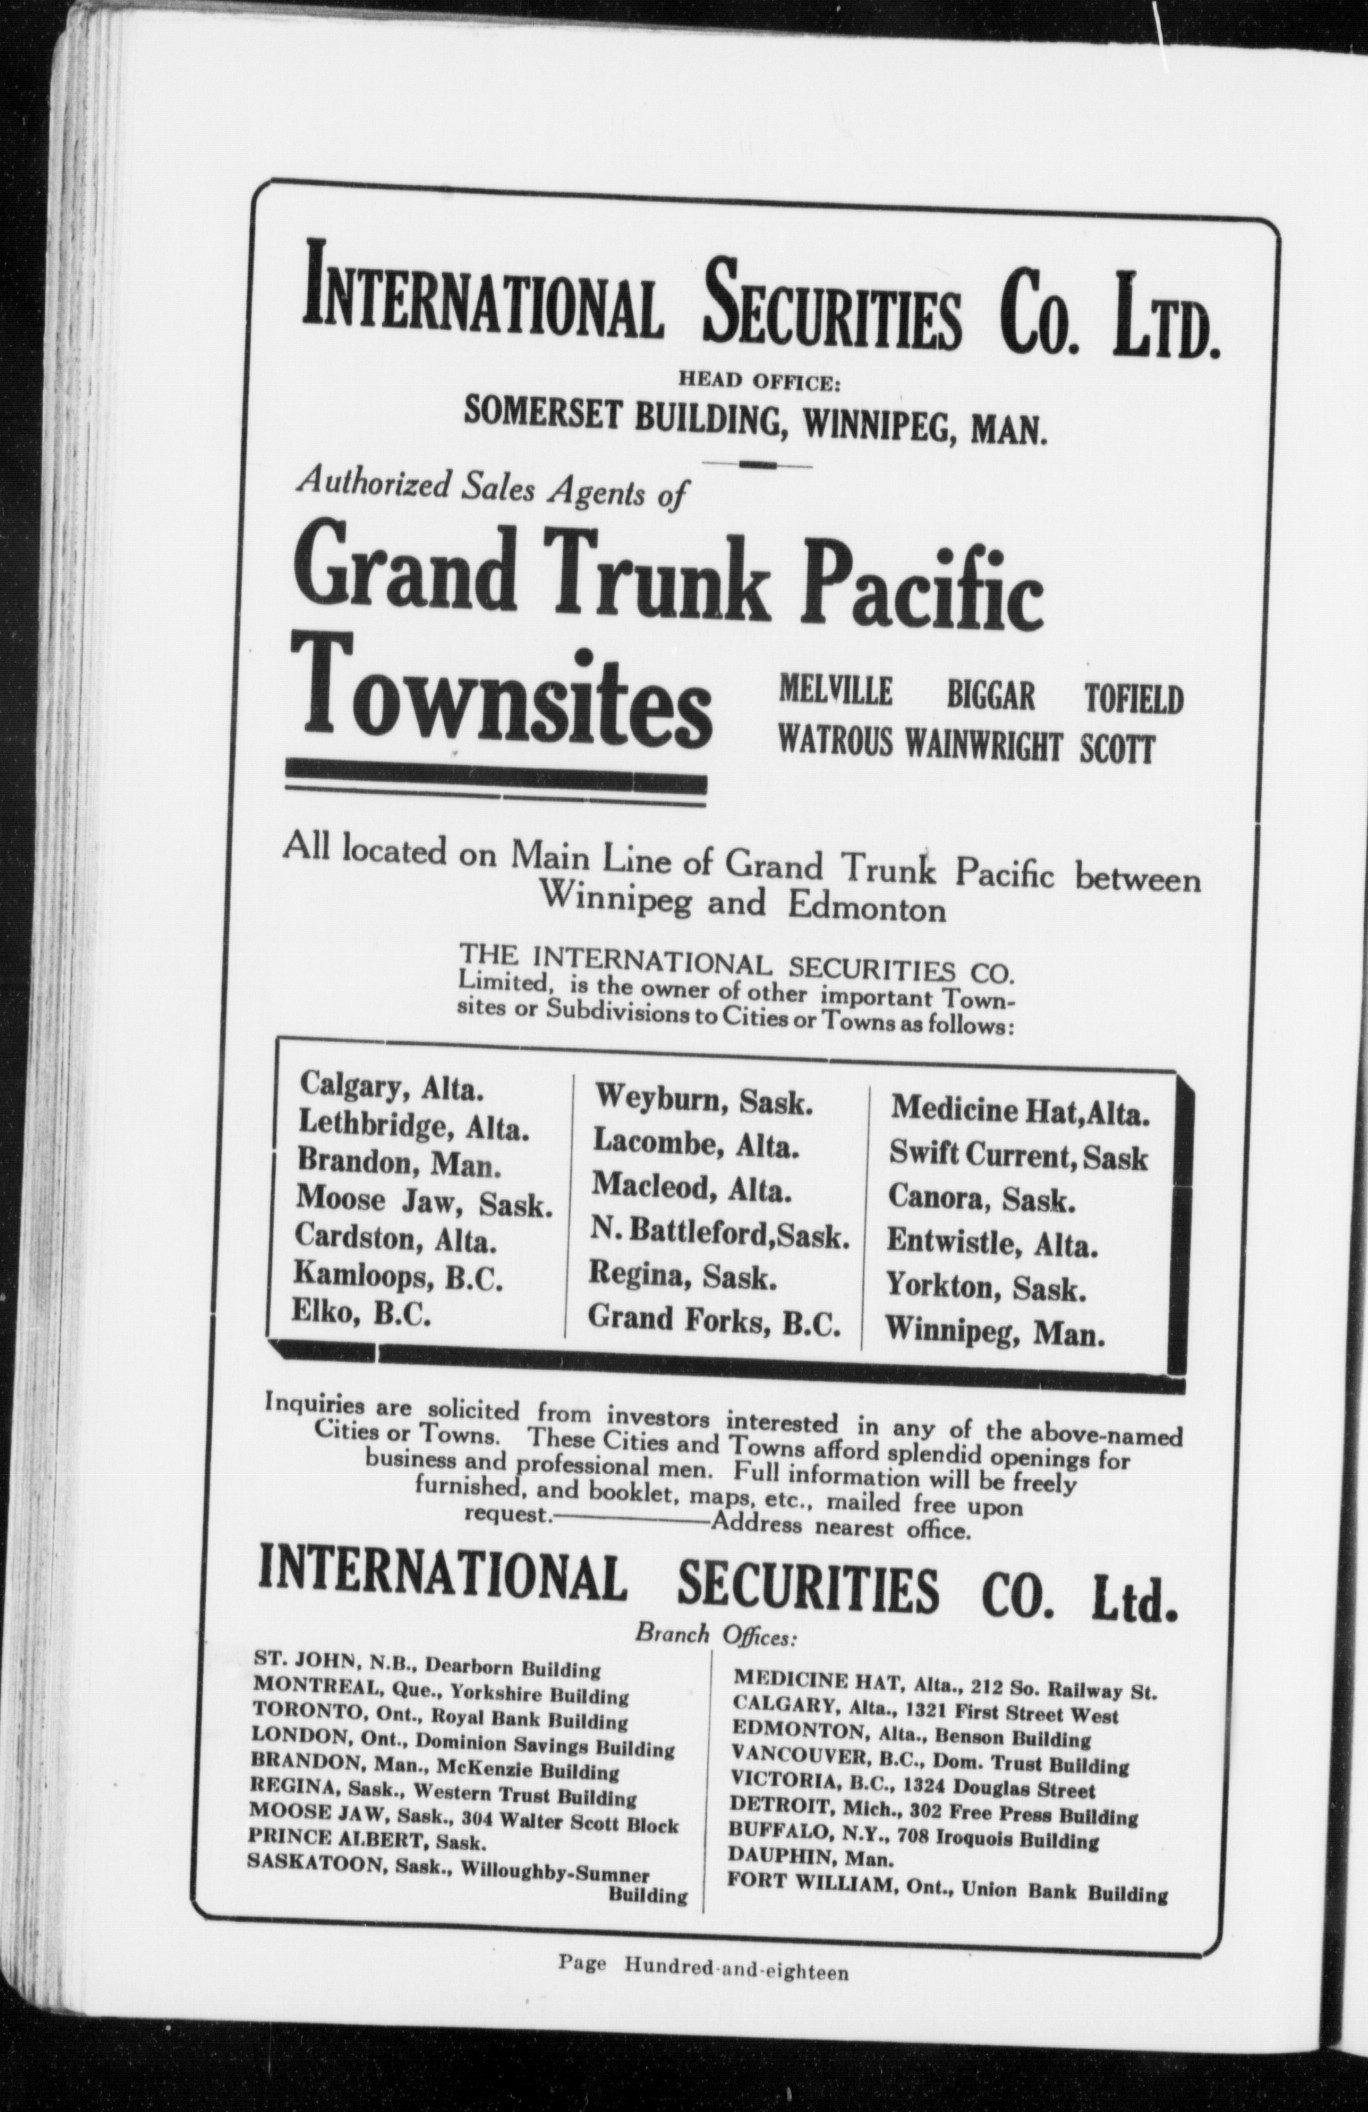 INTERNATIONAL SECURITIES CO. LTD.
HEAD OFFICE:
SOMERSET BUILDING, WINNIPEG, MAN.
Authorized Sales Agents of
Grand Trunk Pacific
Townsites
MELVILLE BIGGAR TOFIELD
WATROUS WAINWRIGHT SCOTT
All located on Main Line of Grand Trunk Pacific between
Winnipeg and Edmonton
THE INTERNATIONAL SECURITIES CO.
Limited, is the owner of other important Town-
sites or Subdivisions to Cities or Towns as follows:
Calgary, Alta.
Lethbridge, Alta.
Brandon, Man.
Moose Jaw, Sask.
Cardston, Alta.
Kamloops, B.C.
Elko, B.C.
Weyburn, Sask.
Lacombe, Alta.
Macleod, Alta.
N. Battleford, Sask.
Regina, Sask.
Grand Forks, B.C.
Medicine Hat, Alta.
Swift Current, Sask
Canora, Sask.
Entwistle, Alta.
Yorkton, Sask.
Winnipeg, Man.
Inquiries are solicited from investors interested in any of the above-named
Cities or Towns. These Cities and Towns afford splendid openings for
business and professional men. Full information will be freely
furnished, and booklet, maps, etc., mailed free upon
request.————Address nearest office.
INTERNATIONAL SECURITIES CO. Ltd.
Branch Offices:
ST. JOHN, N.B., Dearborn Building
MONTREAL, Que., Yorkshire Building
TORONTO, Ont., Royal Bank Building
LONDON, Ont., Dominion Savings Building
BRANDON, Man., McKenzie Building
REGINA, Sask., Western Trust Building
MOOSE JAW, Sask., 304 Walter Scott Block
PRINCE ALBERT, Sask.
SASKATOON, Sask., Willoughby-Sumner
Building
MEDICINE HAT, Alta., 212 So. Railway St.
CALGARY, Alta., 1321 First Street West
EDMONTON, Alta., Benson Building
VANCOUVER, B.C., Dom. Trust Building
VICTORIA, B.C., 1324 Douglas Street
DETROIT, Mich., 302 Free Press Building
BUFFALO, N.Y., 708 Iroquois Building
DAUPHIN, Man.
FORT WILLIAM, Ont., Union Bank Building
Page Hundred-and-eighteen